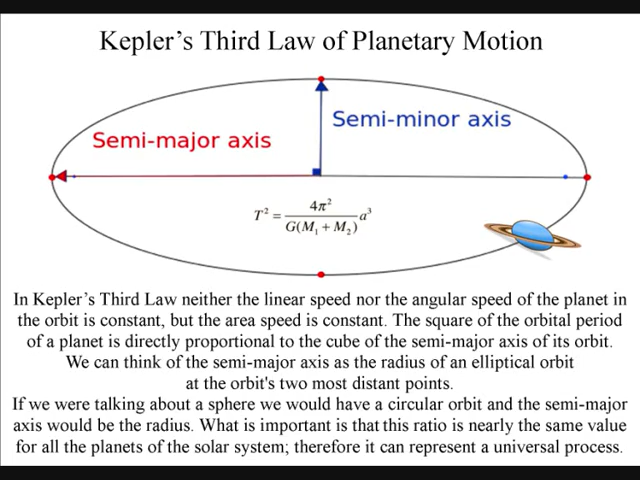 Kepler's Third Law of Planetary Motion
Semi-minor axis
Semi-major axis
T² = 4π² / G(M₁ + M₂) a³
In Kepler's Third Law neither the linear speed nor the angular speed of the planet in
the orbit is constant, but the area speed is constant. The square of the orbital period
of a planet is directly proportional to the cube of the semi-major axis of its orbit.
We can think of the semi-major axis as the radius of an elliptical orbit
at the orbit's two most distant points.
If we were talking about a sphere we would have a circular orbit and the semi-major
axis would be the radius. What is important is that this ratio is nearly the same value
for all the planets of the solar system; therefore it can represent a universal process.